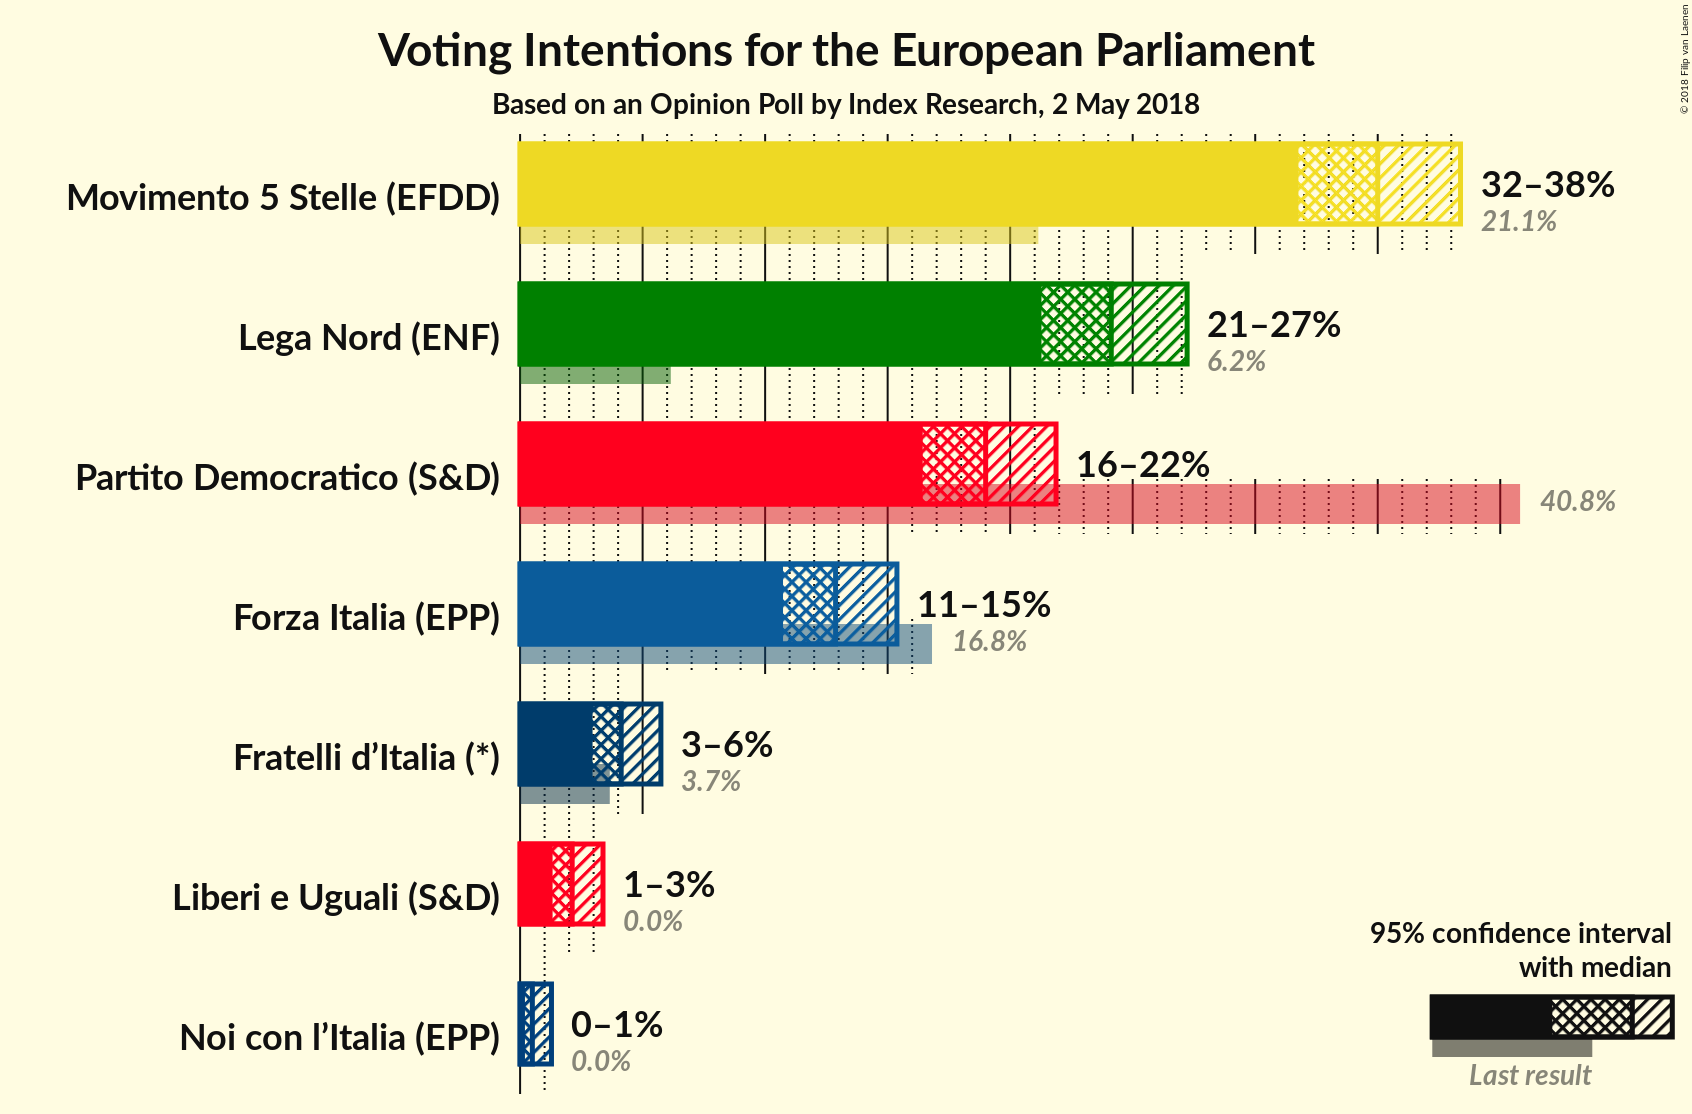 Voting Intentions for the European Parliament
Based on an Opinion Poll by Index Research, 2 May 2018
© 2018 Filip van Laenen
Movimento 5 Stelle (EFDD)
32–38%
21.1%
Lega Nord (ENF)
21–27%
6.2%
Partito Democratico (S&D)
16–22%
40.8%
Forza Italia (EPP)
11–15%
16.8%
Fratelli d’Italia (*)
3–6%
3.7%
Liberi e Uguali (S&D)
1–3%
0.0%
Noi con l’Italia (EPP)
0–1%
0.0%
95% confidence interval
with median
Last result